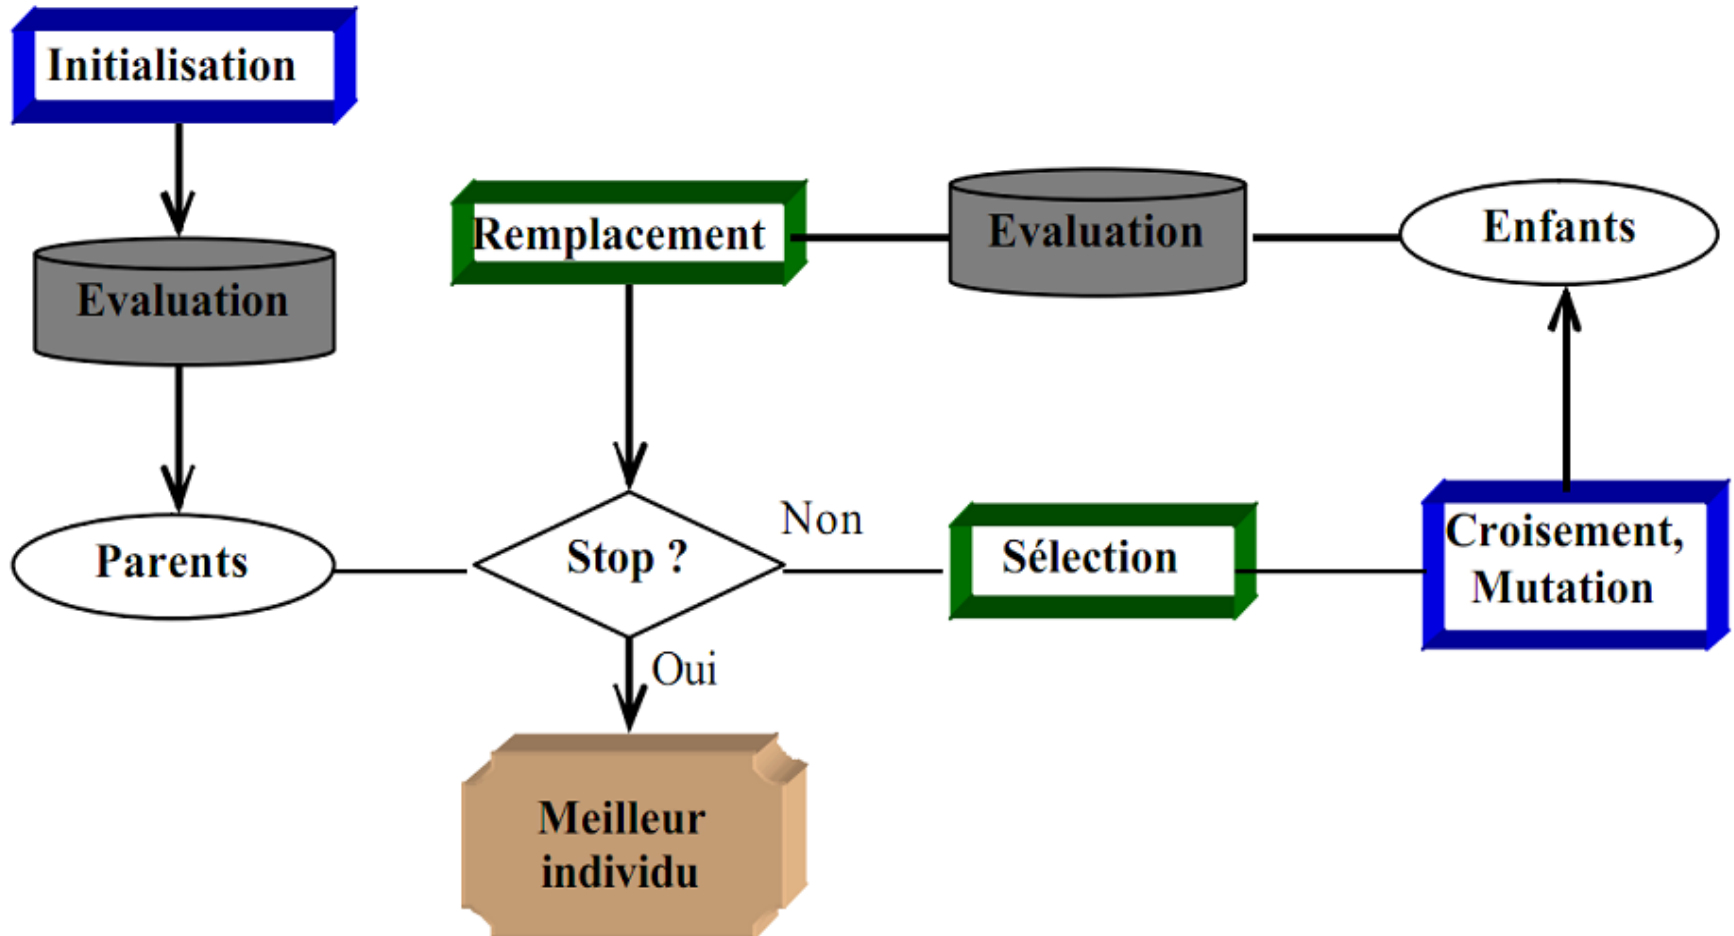 Initialisation
Remplacement
Evaluation
Enfants
Evaluation
Parents
Stop ?
Non
Sélection
Croisement,
Mutation
Oui
Meilleur
individu